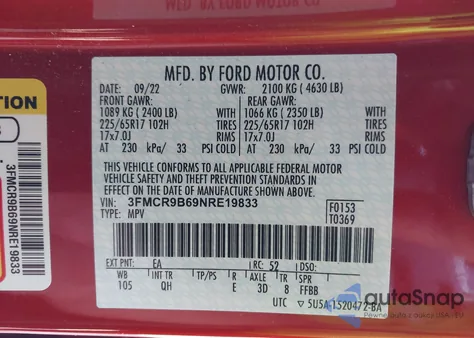 MFD. BY FORD MOTOR CO.
DATE: 09/22 GVWR: 2100 KG ( 4630 LB)
FRONT GAWR: REAR GAWR:
1089 KG ( 2400 LB) WITH 1066 KG ( 2350 LB) WITH
225/65R17 102H TIRES 225/65R17 102H TIRES
17x7.0J RIMS 17x7.0J RIMS
AT 230 kPa/ 33 PSI COLD AT 230 kPa/ 33 PSI COLD
THIS VEHICLE CONFORMS TO ALL APPLICABLE FEDERAL MOTOR
VEHICLE SAFETY AND THEFT PREVENTION STANDARDS IN
EFFECT ON THE DATE OF MANUFACTURE SHOWN ABOVE.
VIN: 3FMCR9B69NRE19833 F0153
TYPE: MPV T0369
EXT PNT: EA RC: 52 DSO:
WB INT TR TP/PS R AXLE TR SPR
105 QH E 3D 8 FFBB
UTC ▽ 5U5A-1520472-BA
TION
3FMCR9B69NRE19833
autoSnap